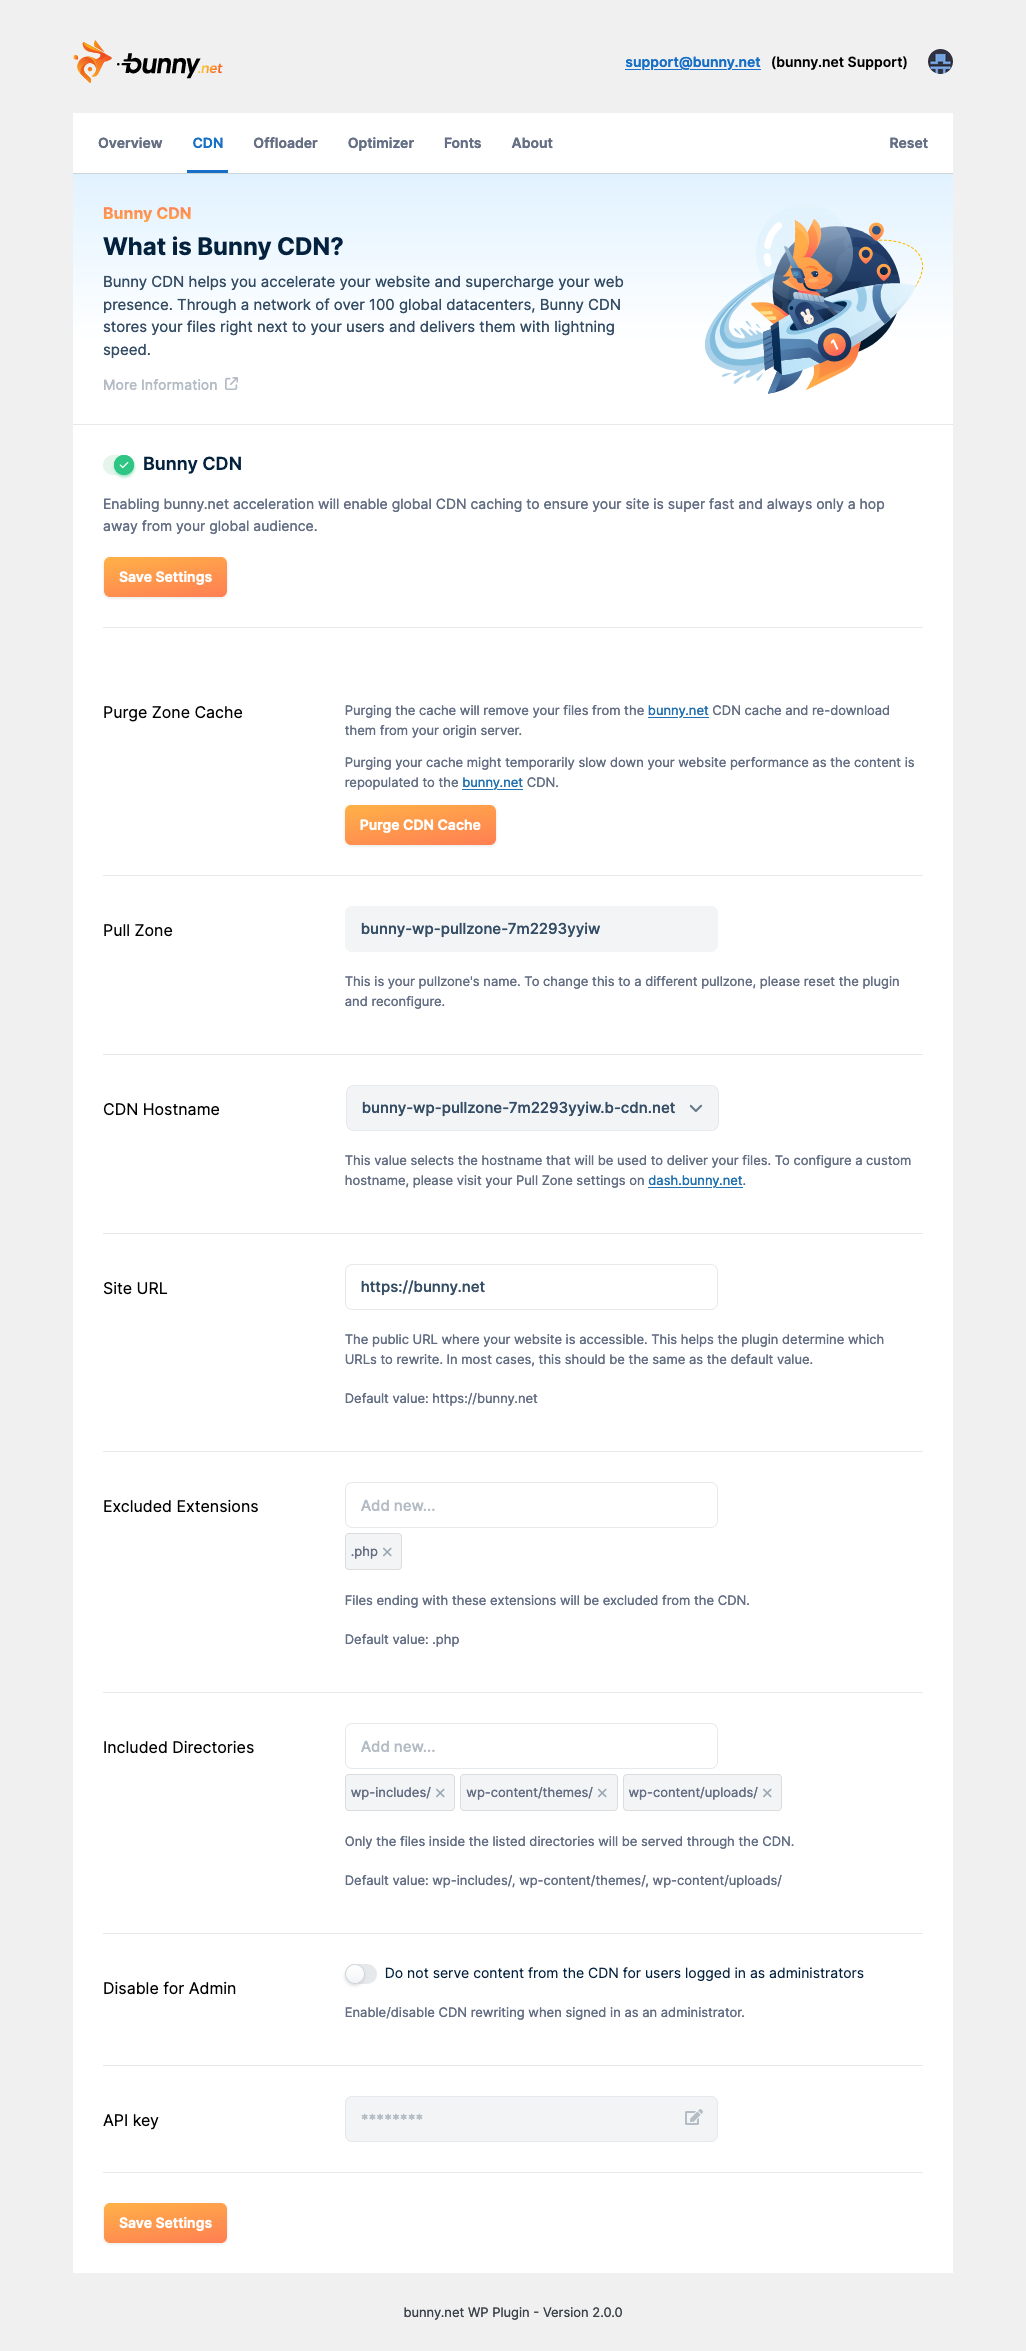 bunny.net
support@bunny.net (bunny.net Support)
Overview CDN Offloader Optimizer Fonts About Reset
Bunny CDN
What is Bunny CDN?
Bunny CDN helps you accelerate your website and supercharge your web
presence. Through a network of over 100 global datacenters, Bunny CDN
stores your files right next to your users and delivers them with lightning
speed.
More Information
1
Bunny CDN
Enabling bunny.net acceleration will enable global CDN caching to ensure your site is super fast and always only a hop
away from your global audience.
Save Settings
Purge Zone Cache
Purging the cache will remove your files from the bunny.net CDN cache and re-download
them from your origin server.
Purging your cache might temporarily slow down your website performance as the content is
repopulated to the bunny.net CDN.
Purge CDN Cache
Pull Zone
bunny-wp-pullzone-7m2293yyiw
This is your pullzone's name. To change this to a different pullzone, please reset the plugin
and reconfigure.
CDN Hostname
bunny-wp-pullzone-7m2293yyiw.b-cdn.net
This value selects the hostname that will be used to deliver your files. To configure a custom
hostname, please visit your Pull Zone settings on dash.bunny.net.
Site URL
https://bunny.net
The public URL where your website is accessible. This helps the plugin determine which
URLs to rewrite. In most cases, this should be the same as the default value.
Default value: https://bunny.net
Excluded Extensions
Add new...
.php
Files ending with these extensions will be excluded from the CDN.
Default value: .php
Included Directories
Add new...
wp-includes/ wp-content/themes/ wp-content/uploads/
Only the files inside the listed directories will be served through the CDN.
Default value: wp-includes/, wp-content/themes/, wp-content/uploads/
Disable for Admin
Do not serve content from the CDN for users logged in as administrators
Enable/disable CDN rewriting when signed in as an administrator.
API key
********
Save Settings
bunny.net WP Plugin - Version 2.0.0